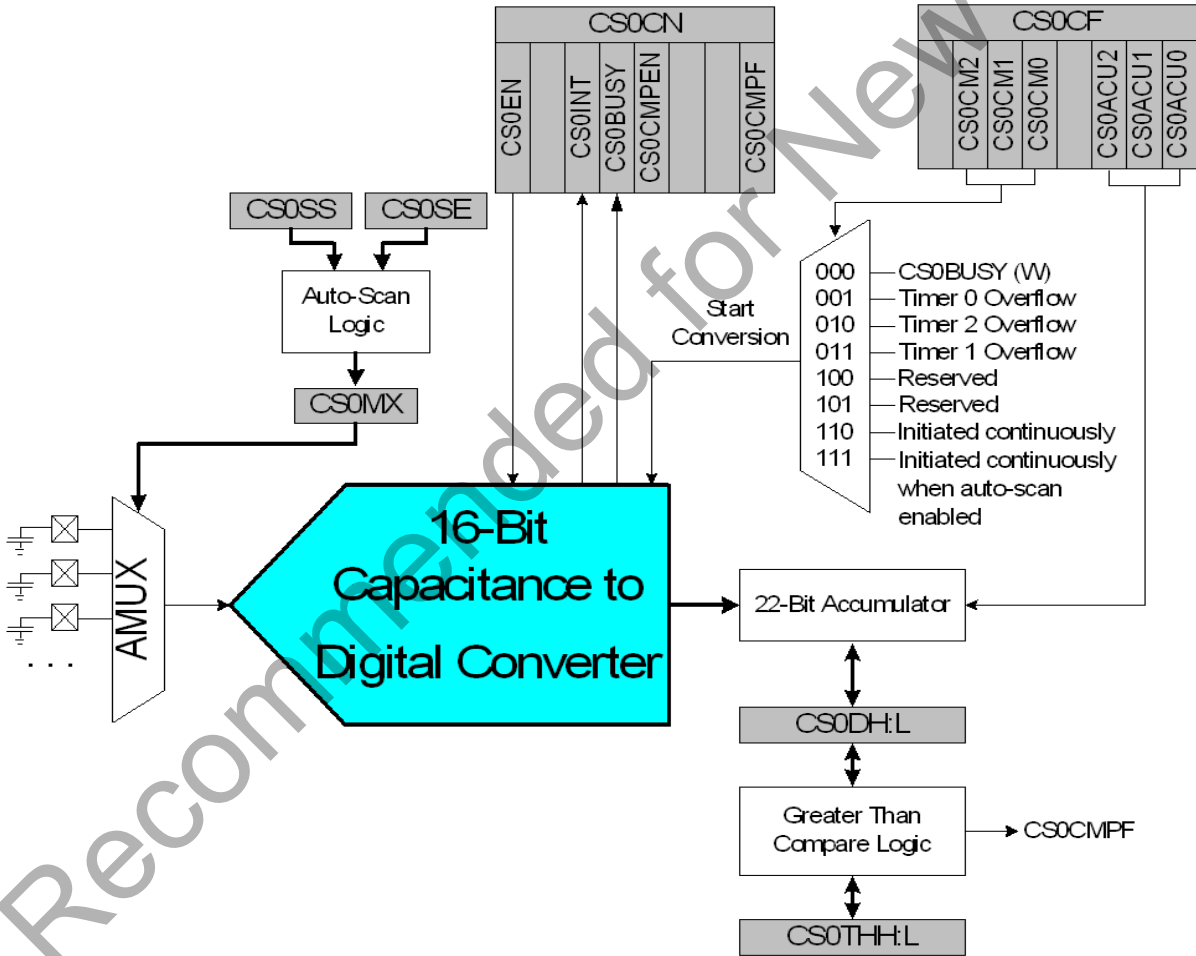 CS0CN
CS0EN
CS0INT
CS0BUSY
CS0CMPEN
CS0CMPF
CS0CF
CS0CM2
CS0CM1
CS0CM0
CS0ACU2
CS0ACU1
CS0ACU0
CS0SS
CS0SE
Auto-Scan
Logic
CS0MX
Start
Conversion
000
CS0BUSY (W)
001
Timer 0 Overflow
010
Timer 2 Overflow
011
Timer 1 Overflow
100
Reserved
101
Reserved
110
Initiated continuously
111
Initiated continuously
when auto-scan
enabled
AMUX
. . .
16-Bit
Capacitance to
Digital Converter
22-Bit Accumulator
CS0DH:L
Greater Than
Compare Logic
CS0CMPF
CS0THH:L
Recommended for New